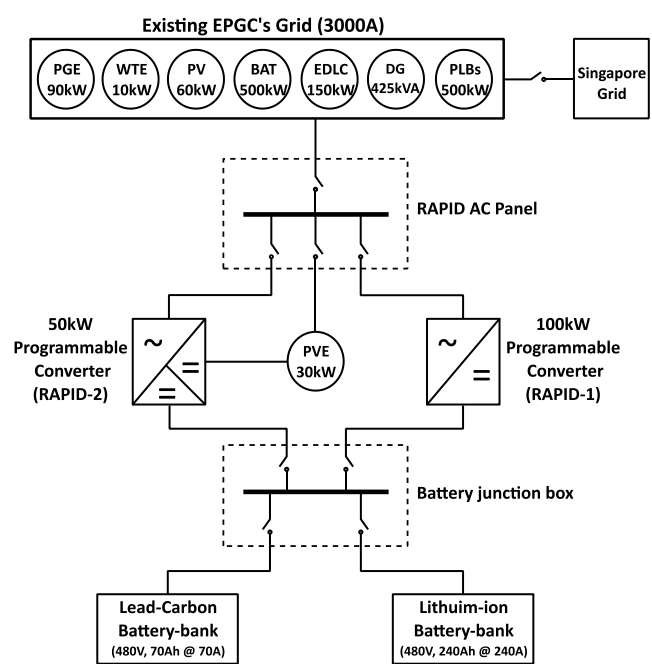 Existing EPGC's Grid (3000A)
PGE
90kW
WTE
10kW
PV
60kW
BAT
500kW
EDLC
150kW
DG
425kVA
PLBs
500kW
Singapore
Grid
RAPID AC Panel
50kW
Programmable
Converter
(RAPID-2)
~
=
=
PVE
30kW
~
=
100kW
Programmable
Converter
(RAPID-1)
Battery junction box
Lead-Carbon
Battery-bank
(480V, 70Ah @ 70A)
Lithuim-ion
Battery-bank
(480V, 240Ah @ 240A)